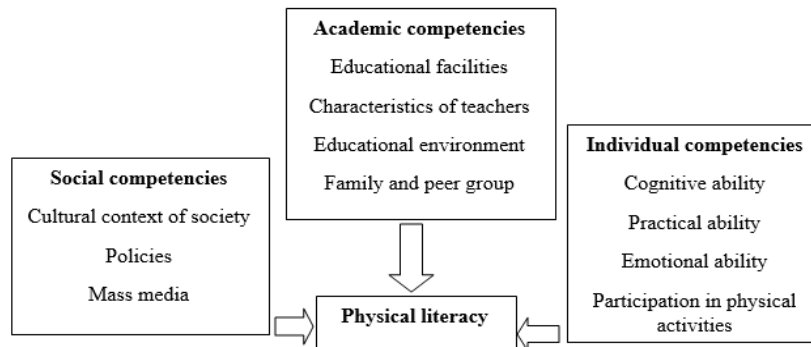 Academic competencies
Educational facilities
Characteristics of teachers
Educational environment
Family and peer group
Social competencies
Cultural context of society
Policies
Mass media
Individual competencies
Cognitive ability
Practical ability
Emotional ability
Participation in physical
activities
Physical literacy